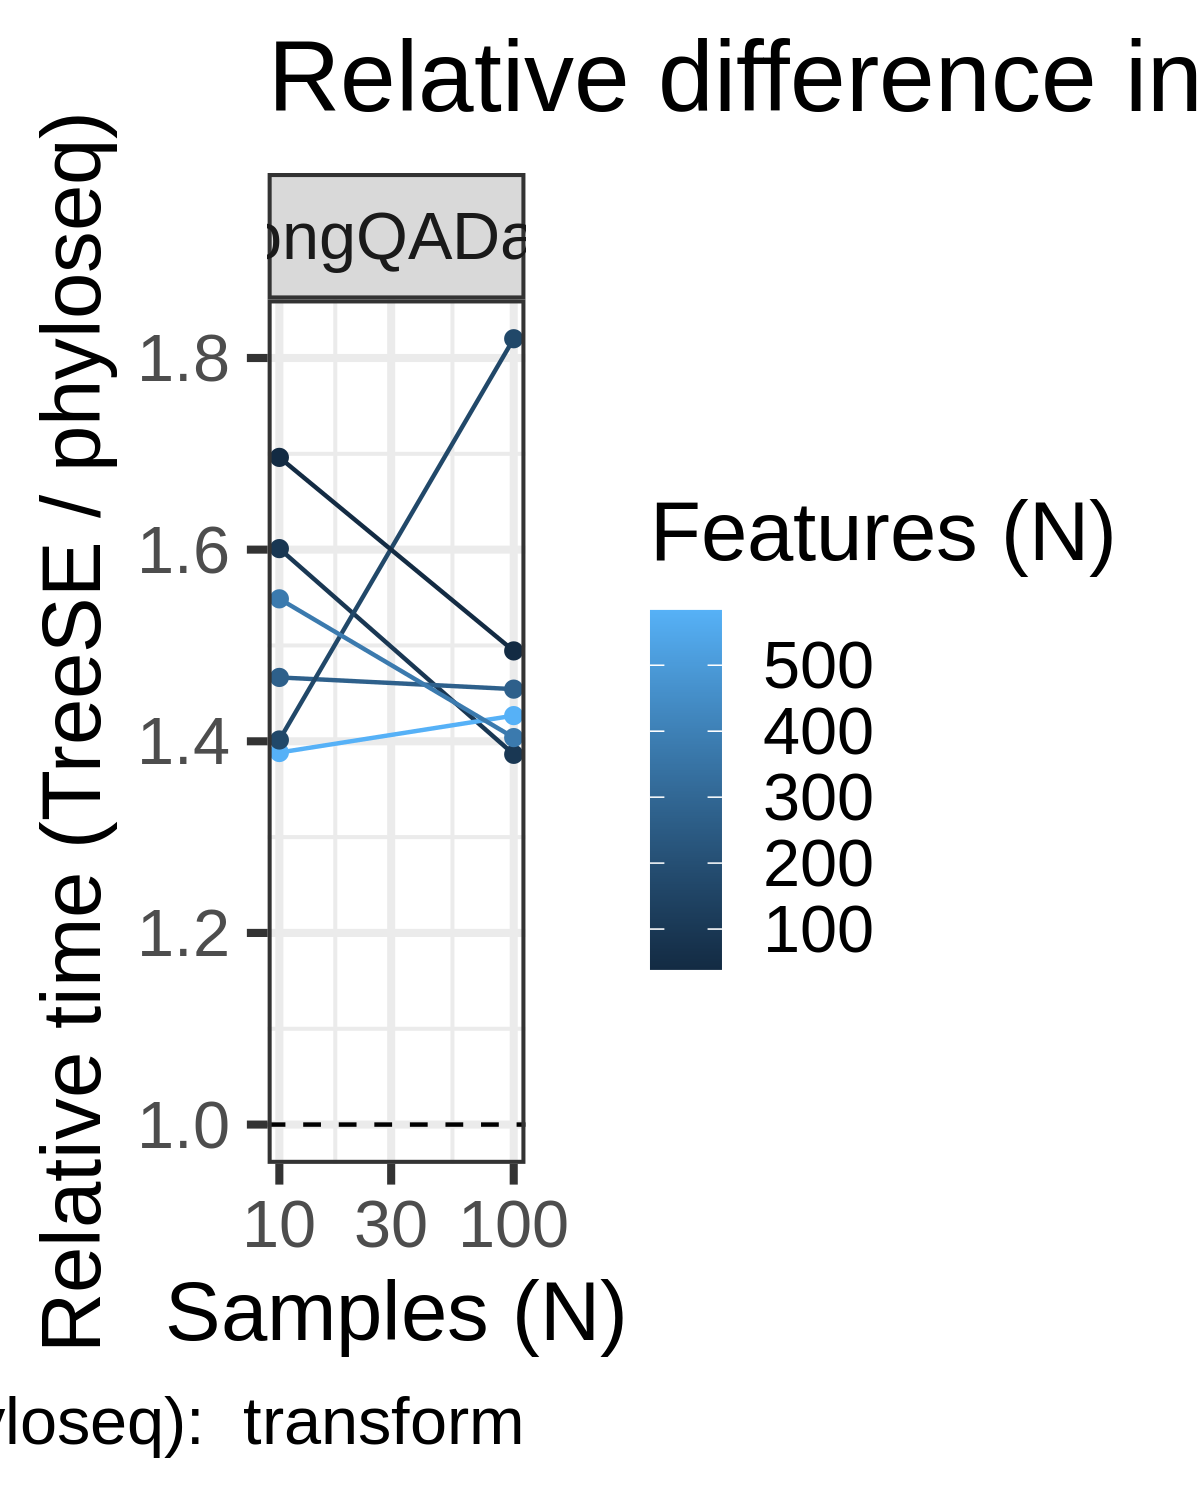 Relative difference in
ongQADa
Relative time (TreeSE / phyloseq)
1.8
1.6
1.4
1.2
1.0
10 30 100
Samples (N)
Features (N)
500
400
300
200
100
yloseq): transform